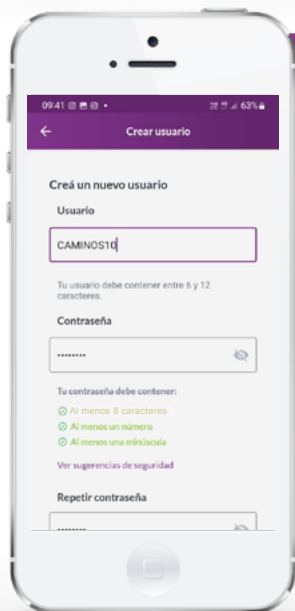 09:41
63%
Crear usuario
Creá un nuevo usuario
Usuario
CAMINOS10
Tu usuario debe contener entre 6 y 12
caracteres.
Contraseña
••••••••
Tu contraseña debe contener:
Al menos 8 caracteres
Al menos un número
Al menos una minúscula
Ver sugerencias de seguridad
Repetir contraseña
••••••••